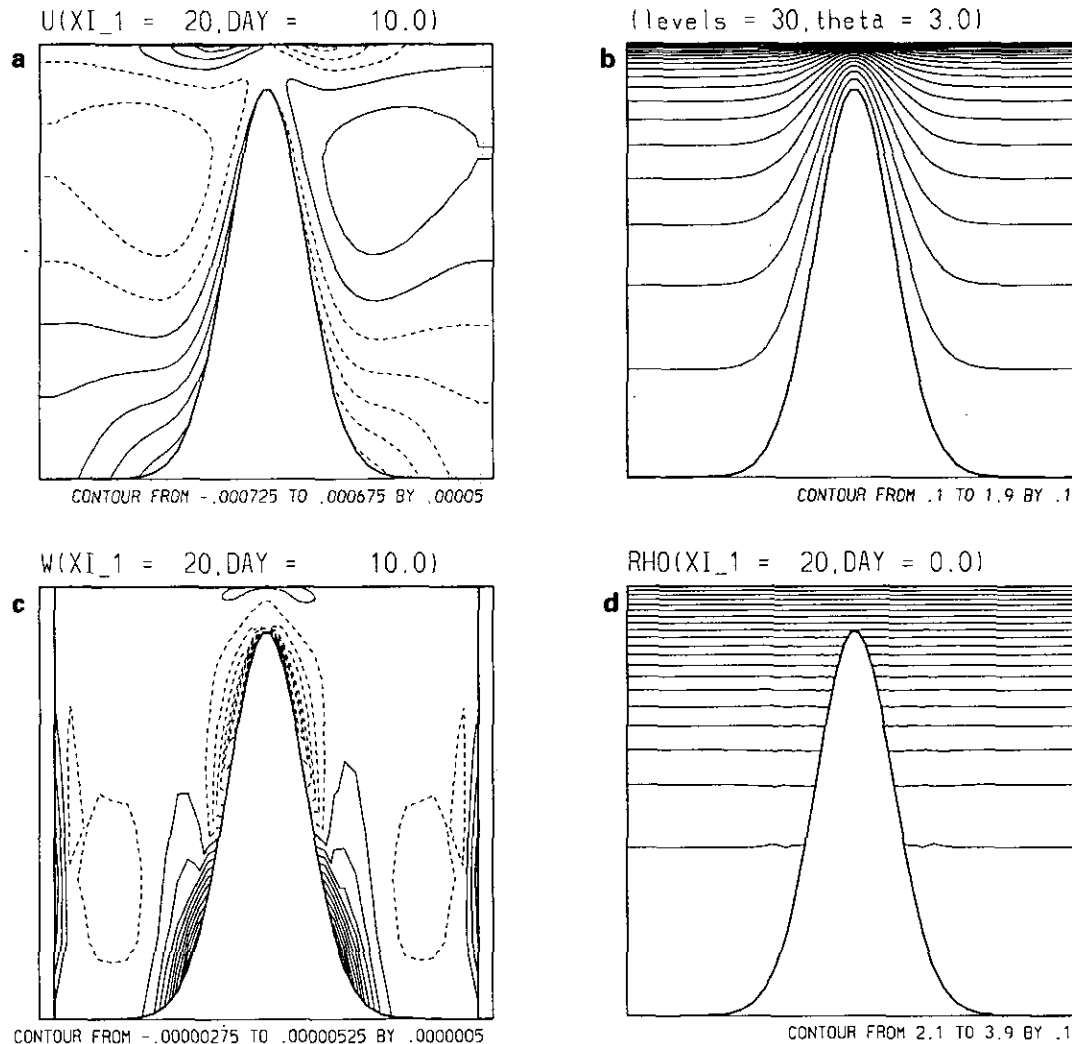 U(XI_1 = 20,DAY = 10.0)
a
CONTOUR FROM -.000725 TO .000675 BY .00005
(levels = 30,theta = 3.0)
b
CONTOUR FROM .1 TO 1.9 BY .1
W(XI_1 = 20,DAY = 10.0)
c
CONTOUR FROM -.00000275 TO .00000525 BY .0000005
RHO(XI_1 = 20,DAY = 0.0)
d
CONTOUR FROM 2.1 TO 3.9 BY .1